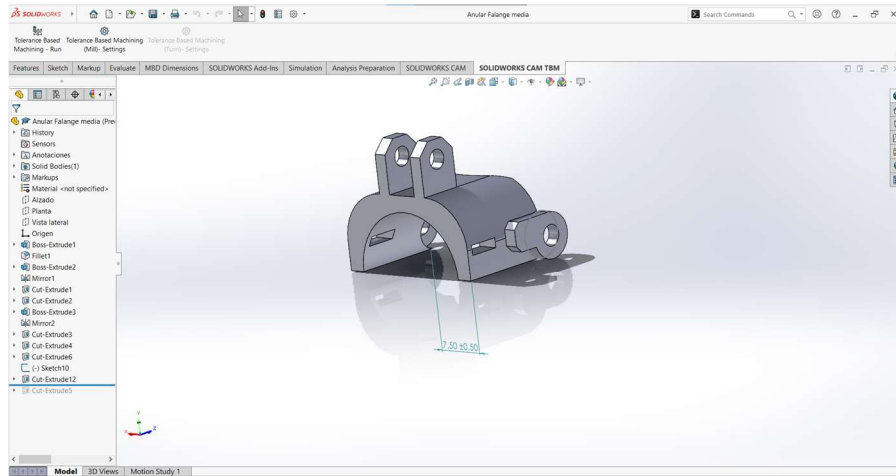 SOLIDWORKS
Anular Falange media
Search Commands
Tolerance Based Machining - Run
Tolerance Based Machining (Mill)- Settings
Tolerance Based Machining (Turn)- Settings
Features Sketch Markup Evaluate MBD Dimensions SOLIDWORKS Add-Ins Simulation Analysis Preparation SOLIDWORKS CAM SOLIDWORKS CAM TBM
Anular Falange media (Pre
History
Sensors
Anotaciones
Solid Bodies(1)
Markups
Material <not specified>
Alzado
Planta
Vista lateral
Origen
Boss-Extrude1
Fillet1
Boss-Extrude2
Mirror1
Cut-Extrude1
Cut-Extrude2
Boss-Extrude3
Mirror2
Cut-Extrude3
Cut-Extrude4
Cut-Extrude6
(-) Sketch10
Cut-Extrude12
Cut-Extrude5
7.50 ±0.50
Y
X
Z
Model 3D Views Motion Study 1